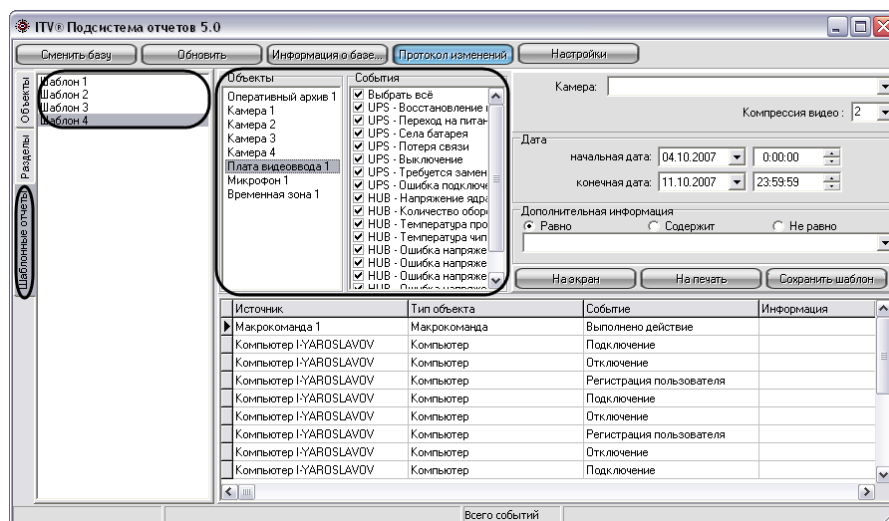 ITV® Подсистема отчетов 5.0
Сменить базу Обновить Информация о базе... Протокол изменений Настройки
Объекты
Разделы
Шаблонные отчеты
Шаблон 1
Шаблон 2
Шаблон 3
Шаблон 4
Объекты
Оперативный архив 1
Камера 1
Камера 2
Камера 3
Камера 4
Плата видеоввода 1
Микрофон 1
Временная зона 1
События
Выбрать всё
UPS - Восстановление
UPS - Переход на питан
UPS - Села батарея
UPS - Потеря связи
UPS - Выключение
UPS - Требуется замен
UPS - Ошибка подключе
HUB - Напряжение ядра
HUB - Количество обор
HUB - Температура про
HUB - Температура чип
HUB - Ошибка напряже
HUB - Ошибка напряже
HUB - Ошибка напряже
Камера:
Компрессия видео : 2
Дата
начальная дата: 04.10.2007 0:00:00
конечная дата: 11.10.2007 23:59:59
Дополнительная информация
Равно Содержит Не равно
На экран На печать Сохранить шаблон
Источник Тип объекта Событие Информация
Макрокоманда 1 Макрокоманда Выполнено действие
Компьютер I-YAROSLAVOV Компьютер Подключение
Компьютер I-YAROSLAVOV Компьютер Отключение
Компьютер I-YAROSLAVOV Компьютер Регистрация пользователя
Компьютер I-YAROSLAVOV Компьютер Подключение
Компьютер I-YAROSLAVOV Компьютер Отключение
Компьютер I-YAROSLAVOV Компьютер Регистрация пользователя
Компьютер I-YAROSLAVOV Компьютер Отключение
Компьютер I-YAROSLAVOV Компьютер Подключение
Всего событий